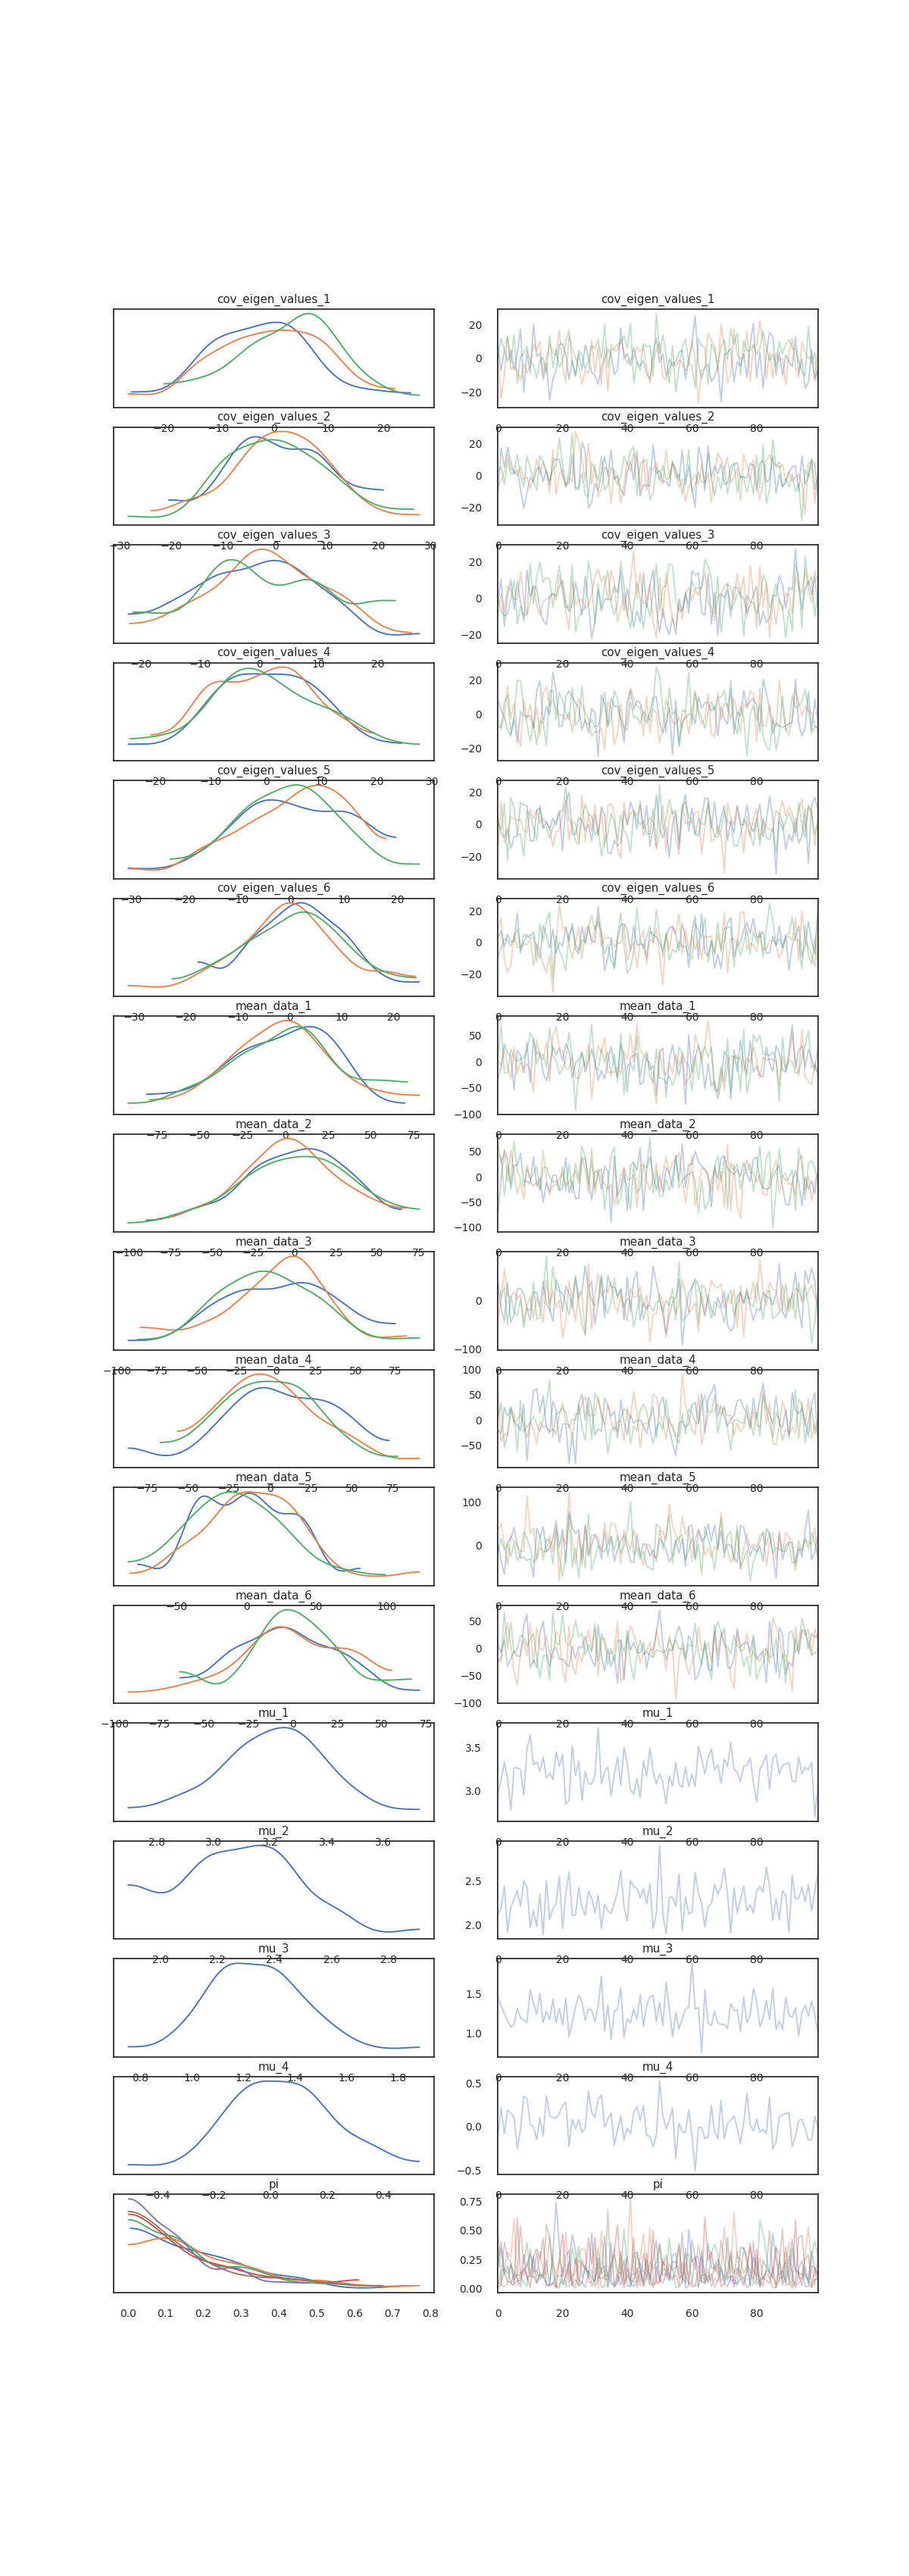 cov_eigen_values_1 cov_eigen_values_1
20
0
−20
−20 −10 0 10 20 0 20 40 60 80
cov_eigen_values_2 cov_eigen_values_2
20
0
−20
−30 −20 −10 0 10 20 30 0 20 40 60 80
cov_eigen_values_3 cov_eigen_values_3
20
0
−20
−20 −10 0 10 20 0 20 40 60 80
cov_eigen_values_4 cov_eigen_values_4
20
0
−20
−20 −10 0 10 20 30 0 20 40 60 80
cov_eigen_values_5 cov_eigen_values_5
20
0
−20
−30 −20 −10 0 10 20 0 20 40 60 80
cov_eigen_values_6 cov_eigen_values_6
20
0
−20
−30 −20 −10 0 10 20 0 20 40 60 80
mean_data_1 mean_data_1
50
0
−50
−100
−75 −50 −25 0 25 50 75 0 20 40 60 80
mean_data_2 mean_data_2
50
0
−50
−100
−100 −75 −50 −25 0 25 50 75 0 20 40 60 80
mean_data_3 mean_data_3
0
−100
−100 −75 −50 −25 0 25 50 75 0 20 40 60 80
mean_data_4 mean_data_4
100
50
0
−50
−75 −50 −25 0 25 50 75 0 20 40 60 80
mean_data_5 mean_data_5
100
0
−50 0 50 100 0 20 40 60 80
mean_data_6 mean_data_6
50
0
−50
−100
−100 −75 −50 −25 0 25 50 75 0 20 40 60 80
mu_1 mu_1
3.5
3.0
2.8 3.0 3.2 3.4 3.6 0 20 40 60 80
mu_2 mu_2
2.5
2.0
2.0 2.2 2.4 2.6 2.8 0 20 40 60 80
mu_3 mu_3
1.5
1.0
0.8 1.0 1.2 1.4 1.6 1.8 0 20 40 60 80
mu_4 mu_4
0.5
0.0
−0.5
−0.4 −0.2 0.0 0.2 0.4 0 20 40 60 80
pi pi
0.75
0.50
0.25
0.00
0.0 0.1 0.2 0.3 0.4 0.5 0.6 0.7 0.8 0 20 40 60 80